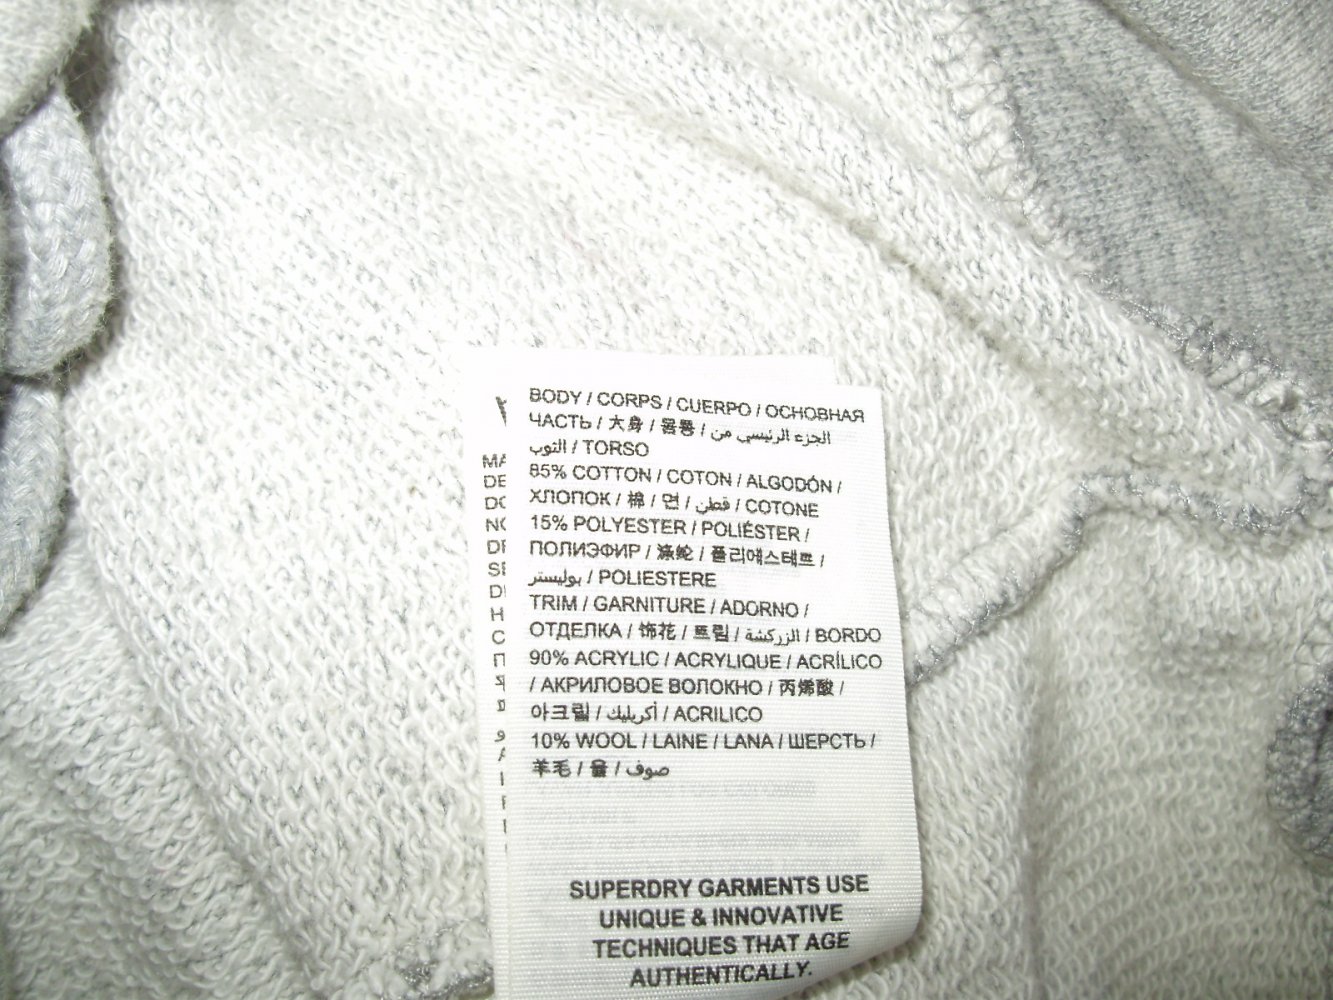 BODY / CORPS / CUERPO / ОСНОВНАЯ
ЧАСТЬ / 大身 / 몸통 / الجزء الرئيسي من
الثوب / TORSO
85% COTTON / COTON / ALGODÓN /
ХЛОПОК / 棉 / 면 / قطن / COTONE
15% POLYESTER / POLIÉSTER /
ПОЛИЭФИР / 涤纶 / 폴리에스테르 /
بوليستر / POLIESTERE
TRIM / GARNITURE / ADORNO /
ОТДЕЛКА / 饰花 / 트림 / الزركشة / BORDO
90% ACRYLIC / ACRYLIQUE / ACRÍLICO
/ АКРИЛОВОЕ ВОЛОКНО / 丙烯酸 /
아크릴 / أكريليك / ACRILICO
10% WOOL / LAINE / LANA / ШЕРСТЬ /
羊毛 / 울 / صوف
SUPERDRY GARMENTS USE
UNIQUE & INNOVATIVE
TECHNIQUES THAT AGE
AUTHENTICALLY.